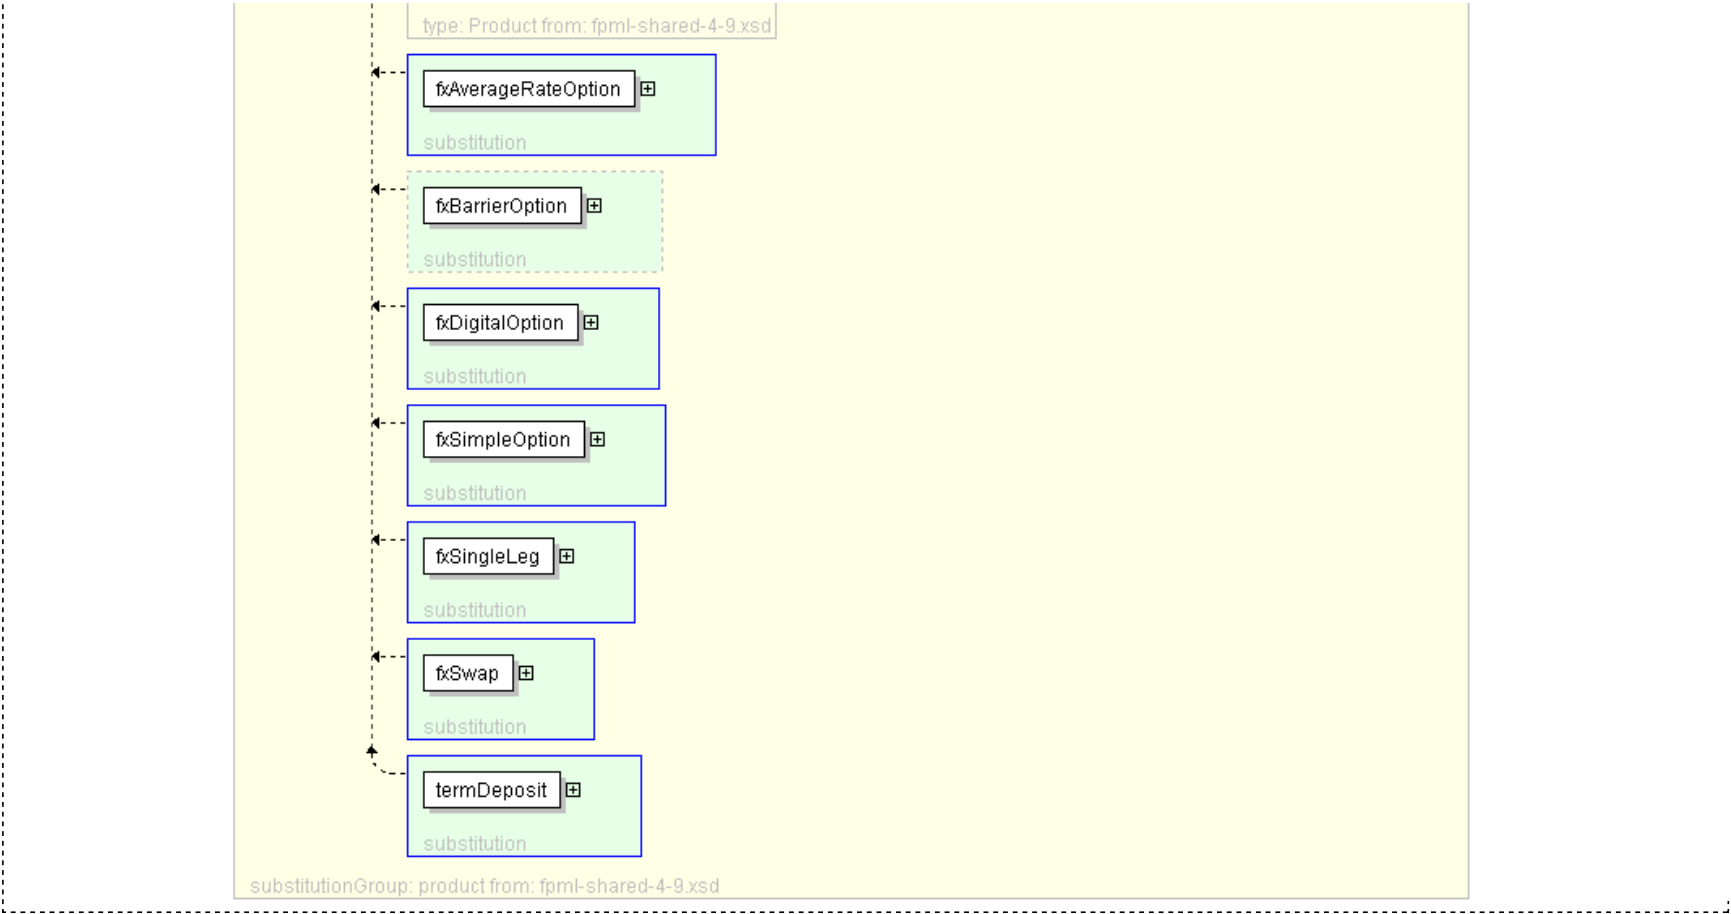 type: Product from: fpml-shared-4-9.xsd
fxAverageRateOption
substitution
fxBarrierOption
substitution
fxDigitalOption
substitution
fxSimpleOption
substitution
fxSingleLeg
substitution
fxSwap
substitution
termDeposit
substitution
substitutionGroup: product from: fpml-shared-4-9.xsd